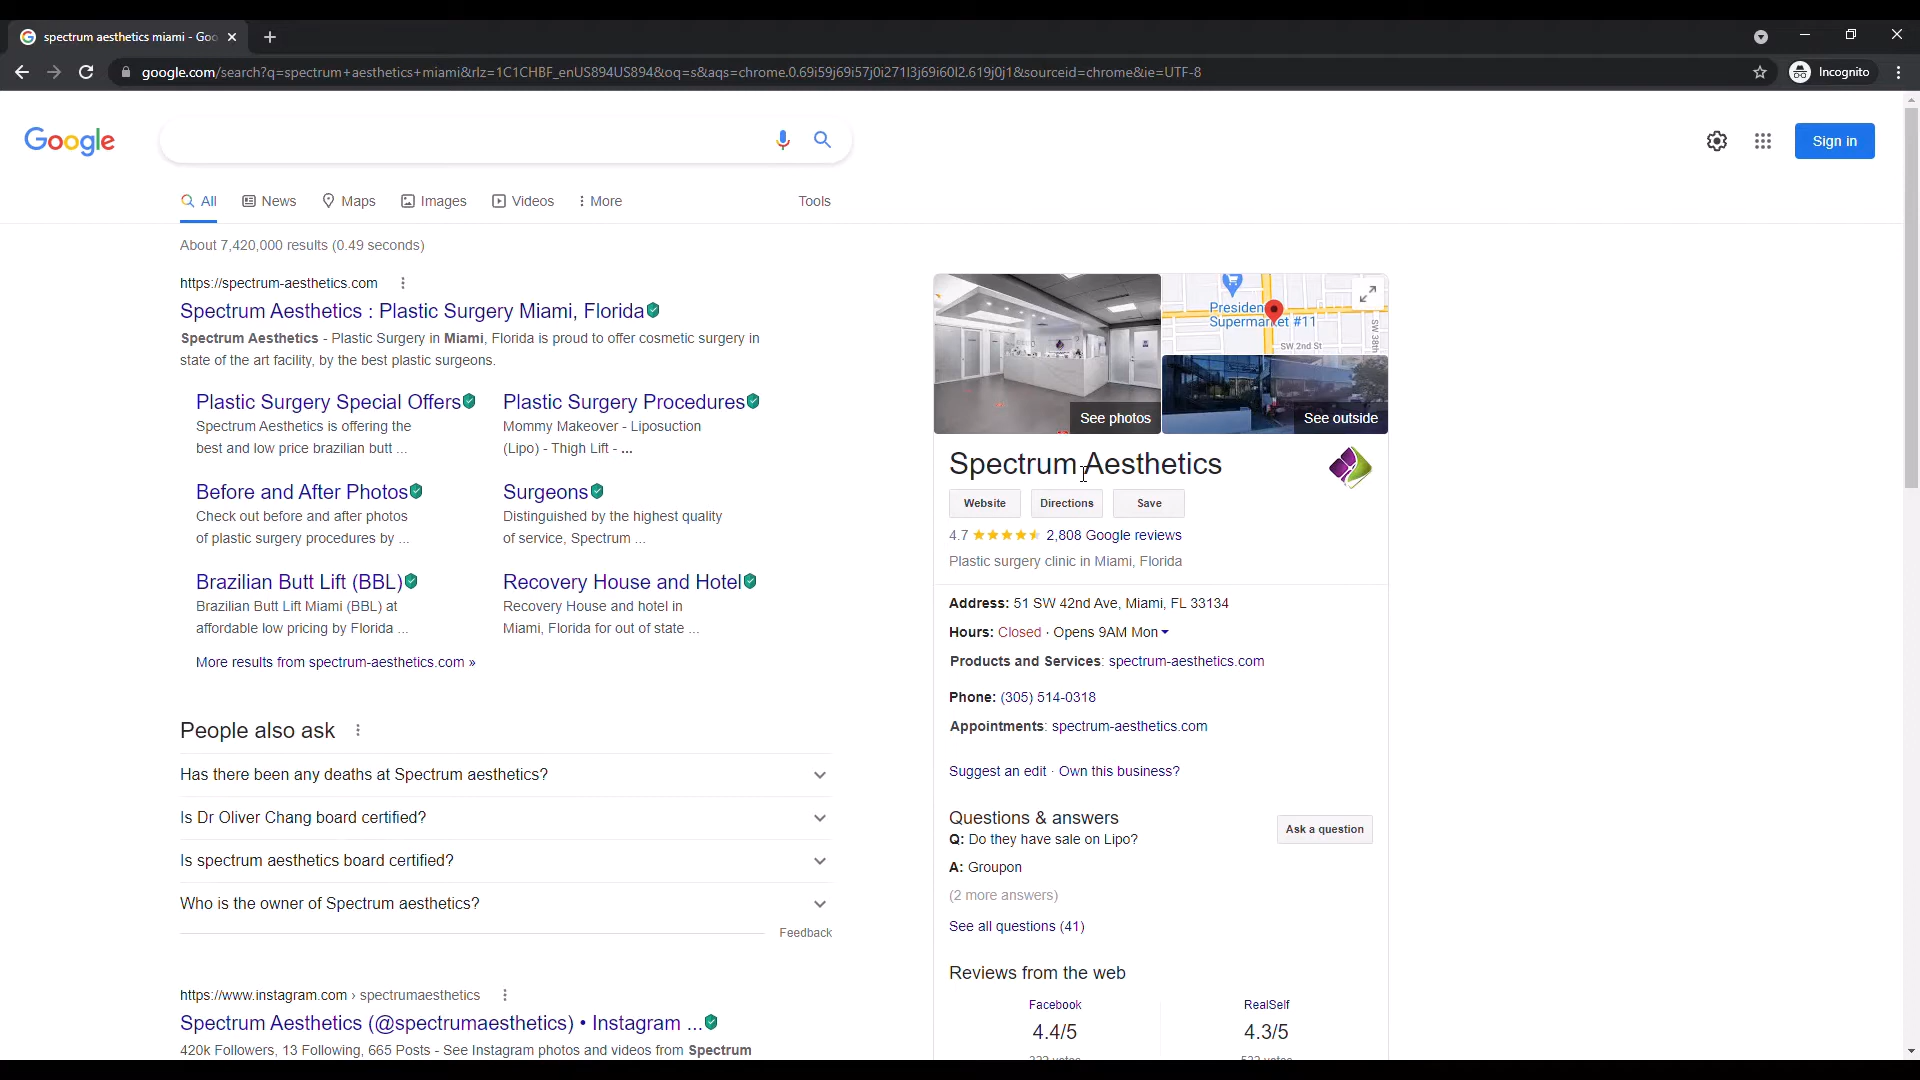 spectrum aesthetics miami - Goo
google.com/search?q=spectrum+aesthetics+miami&rlz=1C1CHBF_enUS894US894&oq=s&aqs=chrome.0.69i59j69i57j0i271l3j69i60l2.619j0j1&sourceid=chrome&ie=UTF-8
Incognito
Google
Sign in
All
News
Maps
Images
Videos
More
Tools
About 7,420,000 results (0.49 seconds)
https://spectrum-aesthetics.com
Spectrum Aesthetics : Plastic Surgery Miami, Florida
Spectrum Aesthetics - Plastic Surgery in Miami, Florida is proud to offer cosmetic surgery in
state of the art facility, by the best plastic surgeons.
Plastic Surgery Special Offers
Spectrum Aesthetics is offering the
best and low price brazilian butt ...
Plastic Surgery Procedures
Mommy Makeover - Liposuction
(Lipo) - Thigh Lift - ...
Before and After Photos
Check out before and after photos
of plastic surgery procedures by ...
Surgeons
Distinguished by the highest quality
of service, Spectrum ...
Brazilian Butt Lift (BBL)
Brazilian Butt Lift Miami (BBL) at
affordable low pricing by Florida ...
Recovery House and Hotel
Recovery House and hotel in
Miami, Florida for out of state ...
More results from spectrum-aesthetics.com »
People also ask
Has there been any deaths at Spectrum aesthetics?
Is Dr Oliver Chang board certified?
Is spectrum aesthetics board certified?
Who is the owner of Spectrum aesthetics?
Feedback
https://www.instagram.com › spectrumaesthetics
Spectrum Aesthetics (@spectrumaesthetics) • Instagram ...
420k Followers, 13 Following, 665 Posts - See Instagram photos and videos from Spectrum
See photos
Supermarket #11
SW 2nd St
SW 38th
See outside
Spectrum Aesthetics
Website
Directions
Save
4.7
2,808 Google reviews
Plastic surgery clinic in Miami, Florida
Address: 51 SW 42nd Ave, Miami, FL 33134
Hours: Closed · Opens 9AM Mon
Products and Services: spectrum-aesthetics.com
Phone: (305) 514-0318
Appointments: spectrum-aesthetics.com
Suggest an edit · Own this business?
Questions & answers
Q: Do they have sale on Lipo?
Ask a question
A: Groupon
(2 more answers)
See all questions (41)
Reviews from the web
Facebook
4.4/5
RealSelf
4.3/5